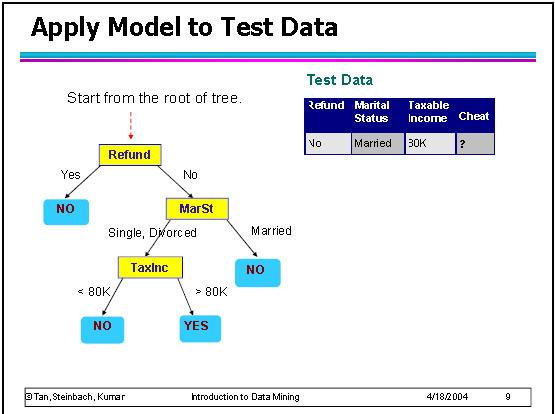 Apply Model to Test Data
Test Data
Start from the root of tree.
Refund Marital Status Taxable Income Cheat
No Married 80K ?
Refund
Yes No
NO MarSt
Single, Divorced Married
TaxInc NO
< 80K > 80K
NO YES
©Tan,Steinbach, Kumar Introduction to Data Mining 4/18/2004 9